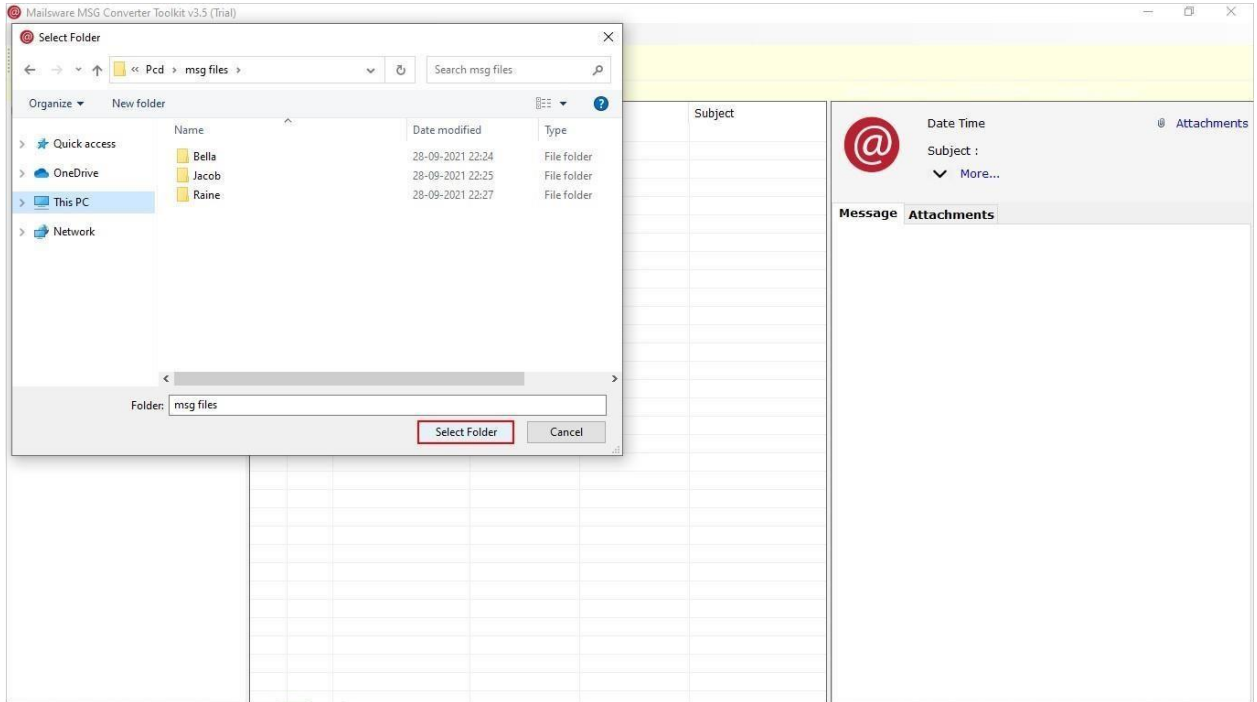 Mailsware MSG Converter Toolkit v3.5 (Trial)
Select Folder
« Pcd › msg files ›
Search msg files
Organize
New folder
Name
Date modified
Type
Quick access
OneDrive
This PC
Network
Bella 28-09-2021 22:24 File folder
Jacob 28-09-2021 22:25 File folder
Raine 28-09-2021 22:27 File folder
Folder: msg files
Select Folder Cancel
Subject
Date Time
Attachments
Subject :
More...
Message Attachments